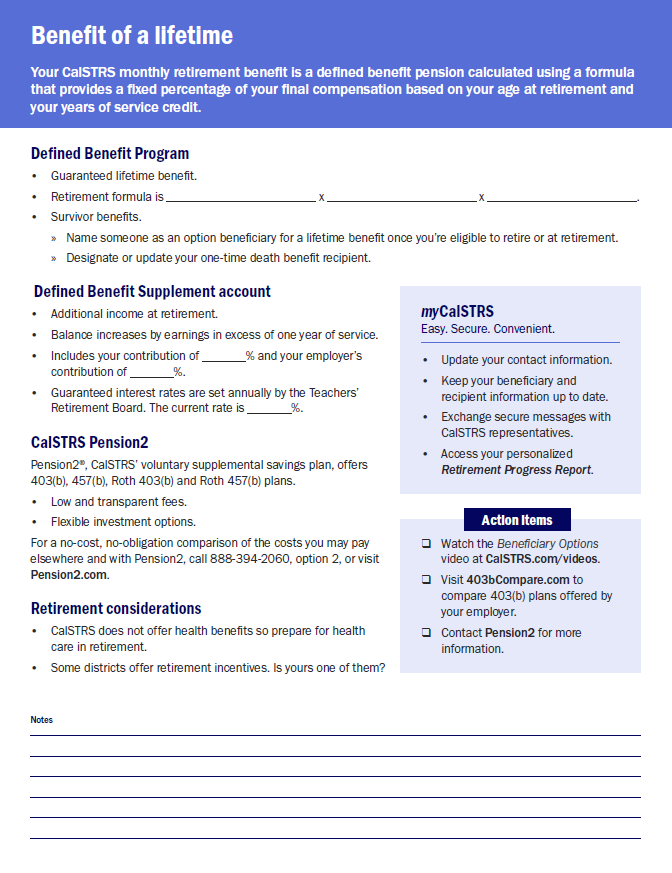 Benefit of a lifetime
Your CalSTRS monthly retirement benefit is a defined benefit pension calculated using a formula
that provides a fixed percentage of your final compensation based on your age at retirement and
your years of service credit.
Defined Benefit Program
• Guaranteed lifetime benefit.
• Retirement formula is ______________________ x ______________________ x ______________________.
• Survivor benefits.
» Name someone as an option beneficiary for a lifetime benefit once you’re eligible to retire or at retirement.
» Designate or update your one-time death benefit recipient.
Defined Benefit Supplement account
• Additional income at retirement.
• Balance increases by earnings in excess of one year of service.
• Includes your contribution of _______% and your employer’s
contribution of _______%.
• Guaranteed interest rates are set annually by the Teachers’
Retirement Board. The current rate is _______%.
CalSTRS Pension2
Pension2®, CalSTRS’ voluntary supplemental savings plan, offers
403(b), 457(b), Roth 403(b) and Roth 457(b) plans.
• Low and transparent fees.
• Flexible investment options.
For a no-cost, no-obligation comparison of the costs you may pay
elsewhere and with Pension2, call 888-394-2060, option 2, or visit
Pension2.com.
Retirement considerations
• CalSTRS does not offer health benefits so prepare for health
care in retirement.
• Some districts offer retirement incentives. Is yours one of them?
myCalSTRS
Easy. Secure. Convenient.
• Update your contact information.
• Keep your beneficiary and
recipient information up to date.
• Exchange secure messages with
CalSTRS representatives.
• Access your personalized
Retirement Progress Report.
Action Items
❑ Watch the Beneficiary Options
video at CalSTRS.com/videos.
❑ Visit 403bCompare.com to
compare 403(b) plans offered by
your employer.
❑ Contact Pension2 for more
information.
Notes